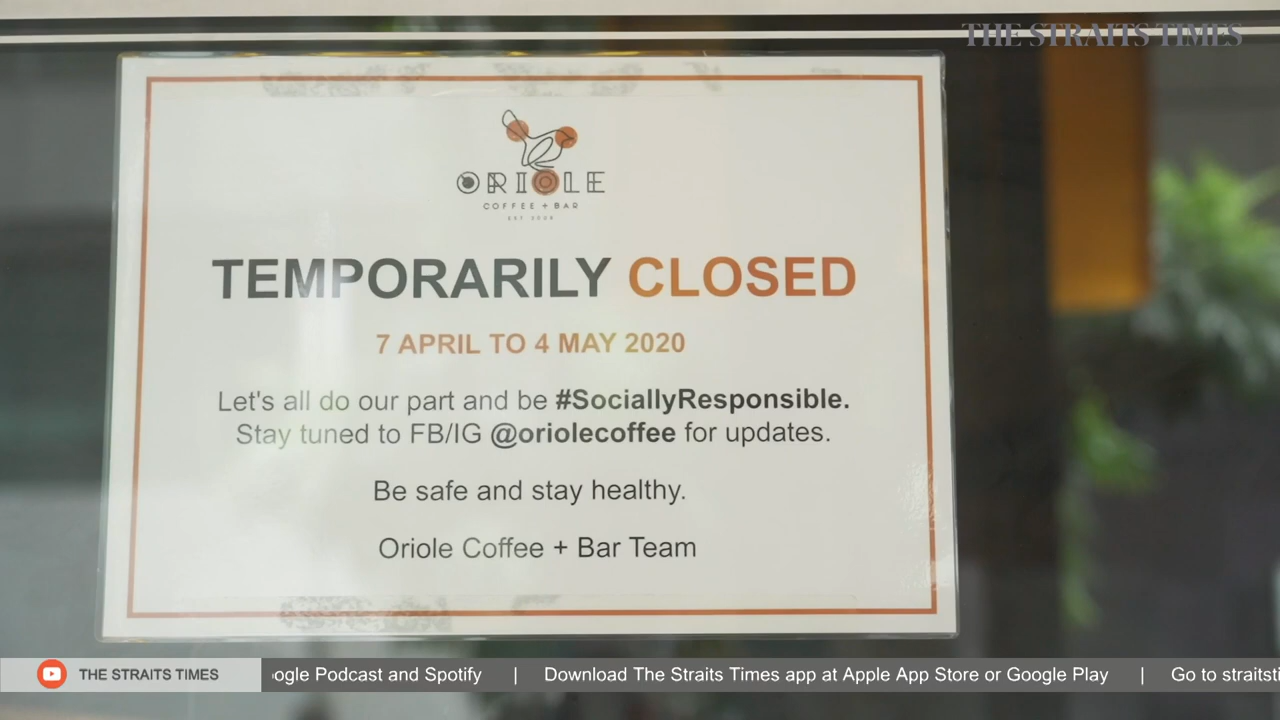 THE STRAITS TIMES
ORIOLE
COFFEE + BAR
TEMPORARILY CLOSED
7 APRIL TO 4 MAY 2020
Let's all do our part and be #SociallyResponsible.
Stay tuned to FB/IG @oriolecoffee for updates.
Be safe and stay healthy.
Oriole Coffee + Bar Team
THE STRAITS TIMES
oogle Podcast and Spotify | Download The Straits Times app at Apple App Store or Google Play | Go to straitsti